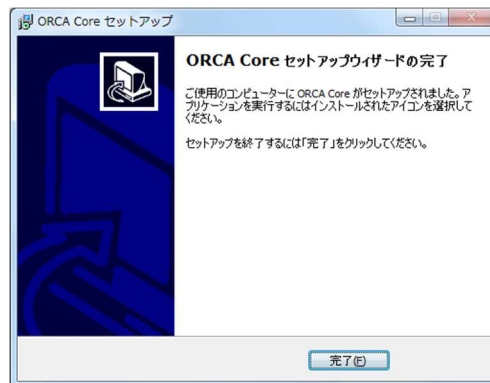 ORCA Core セットアップ
ORCA Core セットアップウィザードの完了
ご使用のコンピューターに ORCA Core がセットアップされました。ア
プリケーションを実行するにはインストールされたアイコンを選択して
ください。
セットアップを終了するには「完了」をクリックしてください。
完了(F)